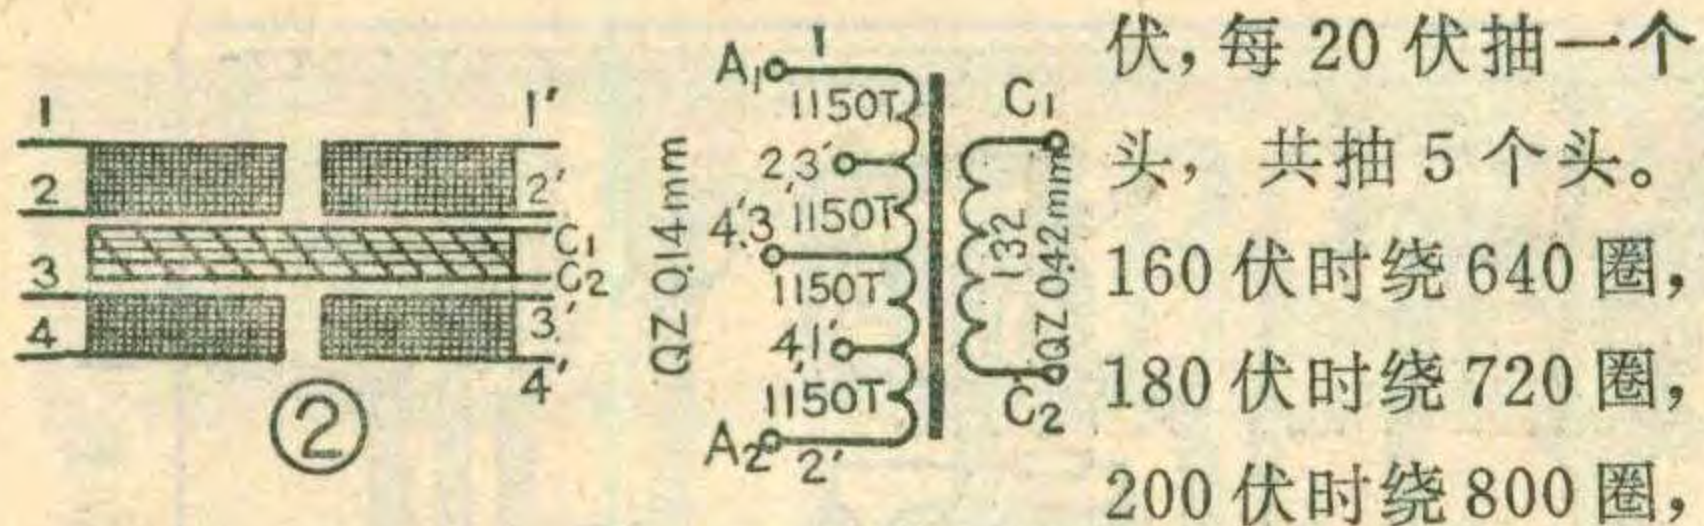 1 1′
2 2′
C1
3 C2
4 3′
4′
②
QZ 0.14mm
A1 1
1150T
2.3′
1150T
4.3′
1150T
4.1′
1150T
A2 2′
C1
132
QZ 0.42mm
C2
伏,每 20 伏抽一个
头, 共抽 5 个头。
160 伏时绕 640 圈,
180 伏时绕 720 圈,
200 伏时绕 800 圈,